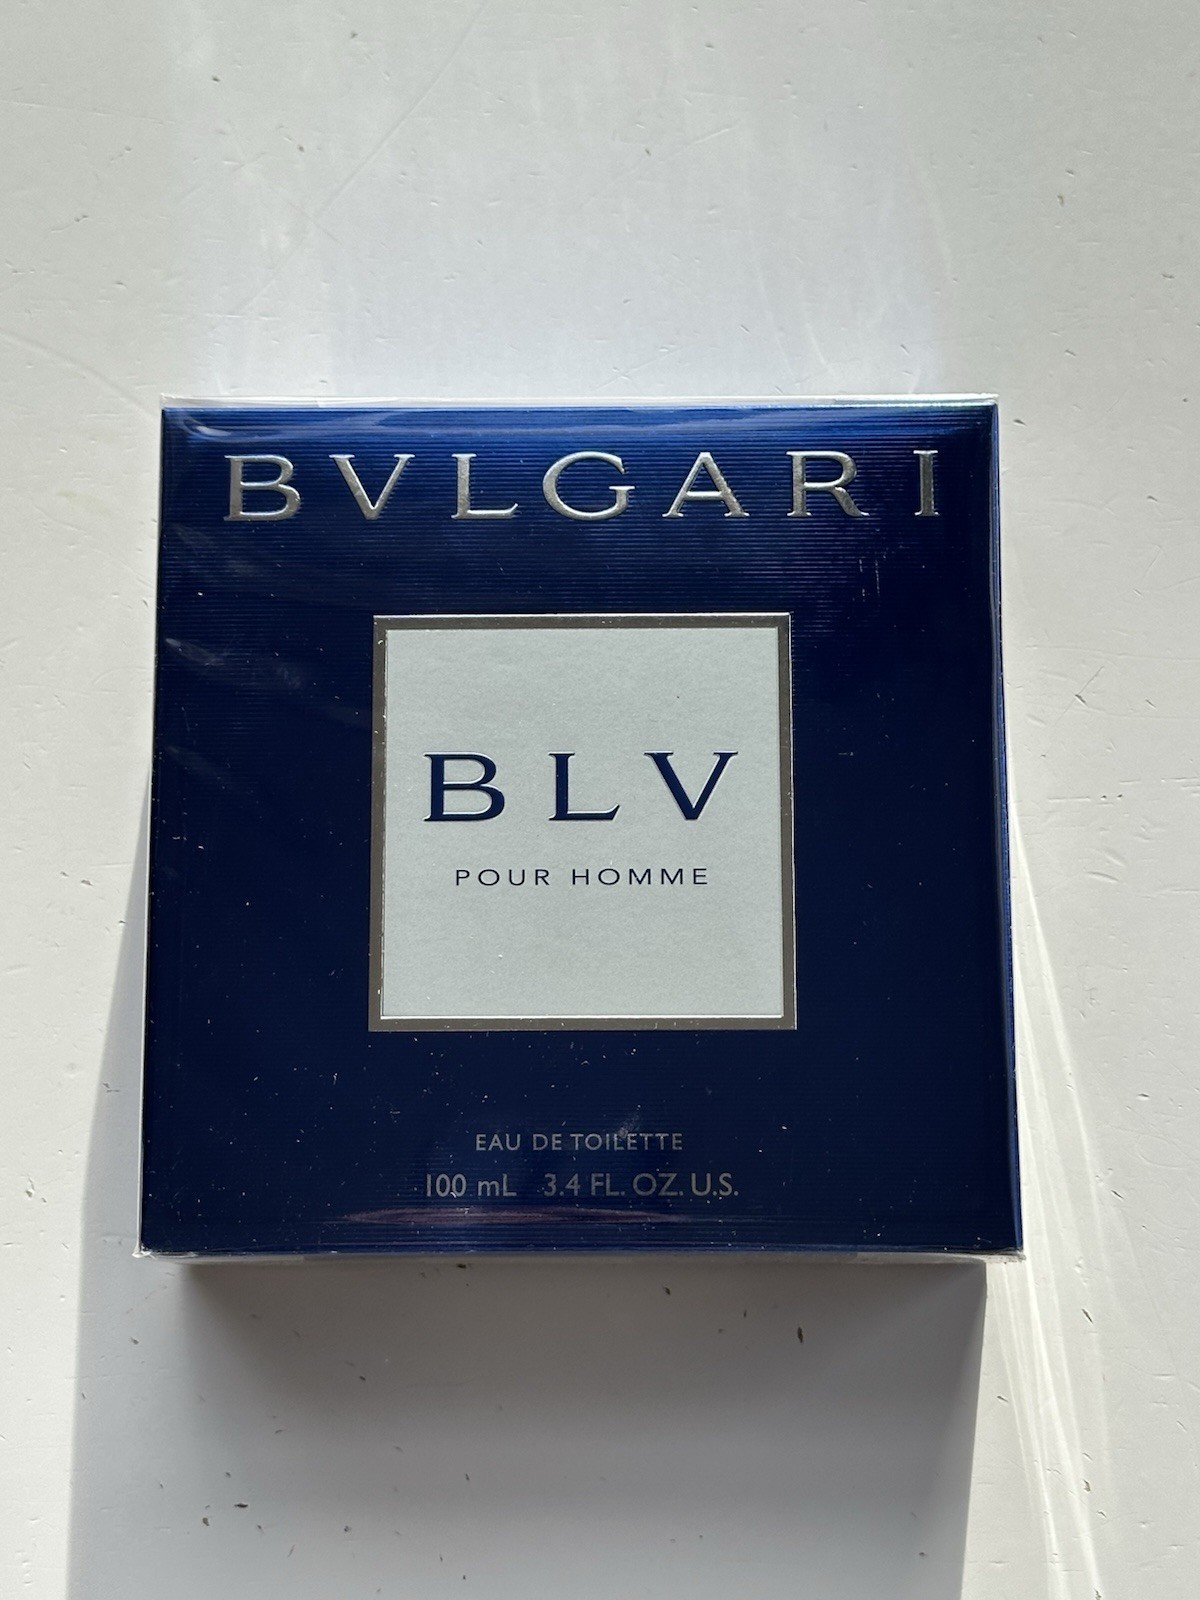 BVLGARI
BLV
POUR HOMME
EAU DE TOILETTE
100 mL 3.4 FL. OZ. U.S.